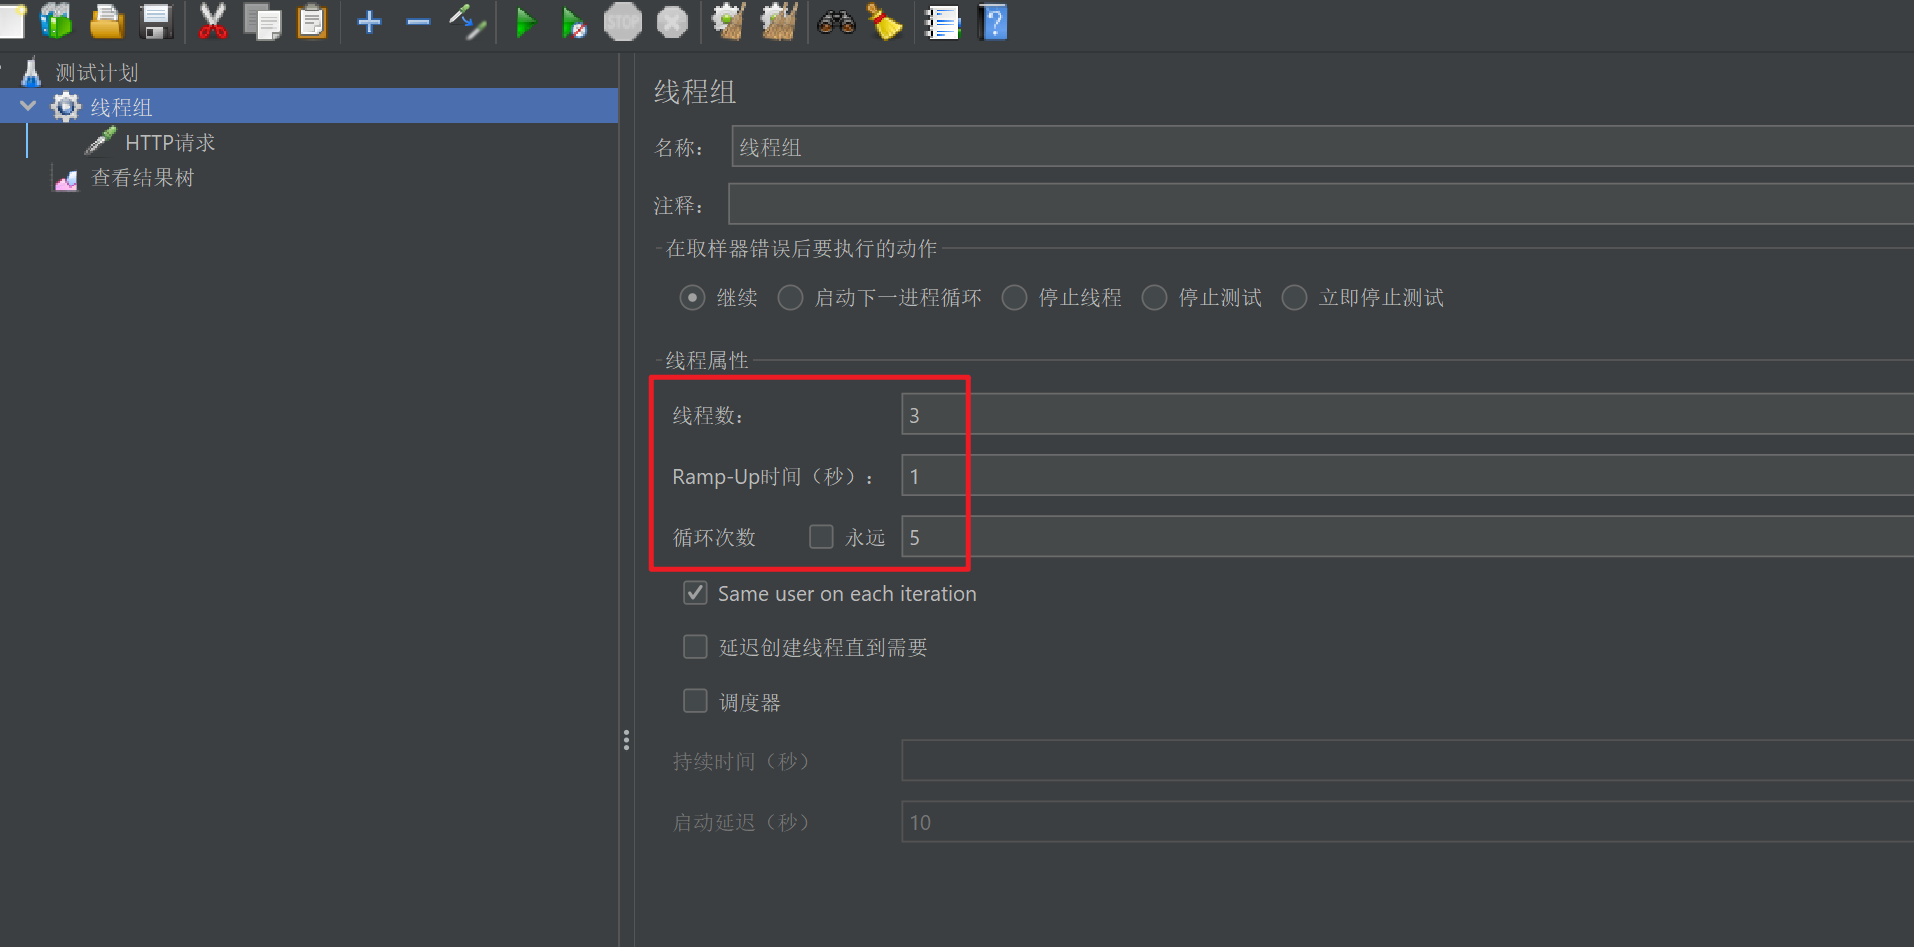 STOP
测试计划
线程组
HTTP请求
查看结果树
线程组
名称: 线程组
注释:
在取样器错误后要执行的动作
继续 启动下一进程循环 停止线程 停止测试 立即停止测试
线程属性
线程数: 3
Ramp-Up时间（秒）: 1
循环次数 永远 5
Same user on each iteration
延迟创建线程直到需要
调度器
持续时间（秒）
启动延迟（秒） 10